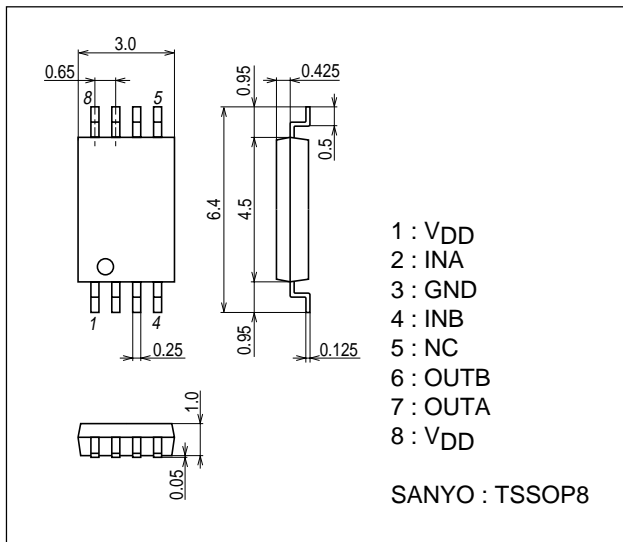 3.0
0.65
0.95
0.425
8
5
0.5
6.4
4.5
1
4
0.25
0.95
0.125
1.0
0.05
1 : VDD
2 : INA
3 : GND
4 : INB
5 : NC
6 : OUTB
7 : OUTA
8 : VDD
SANYO : TSSOP8